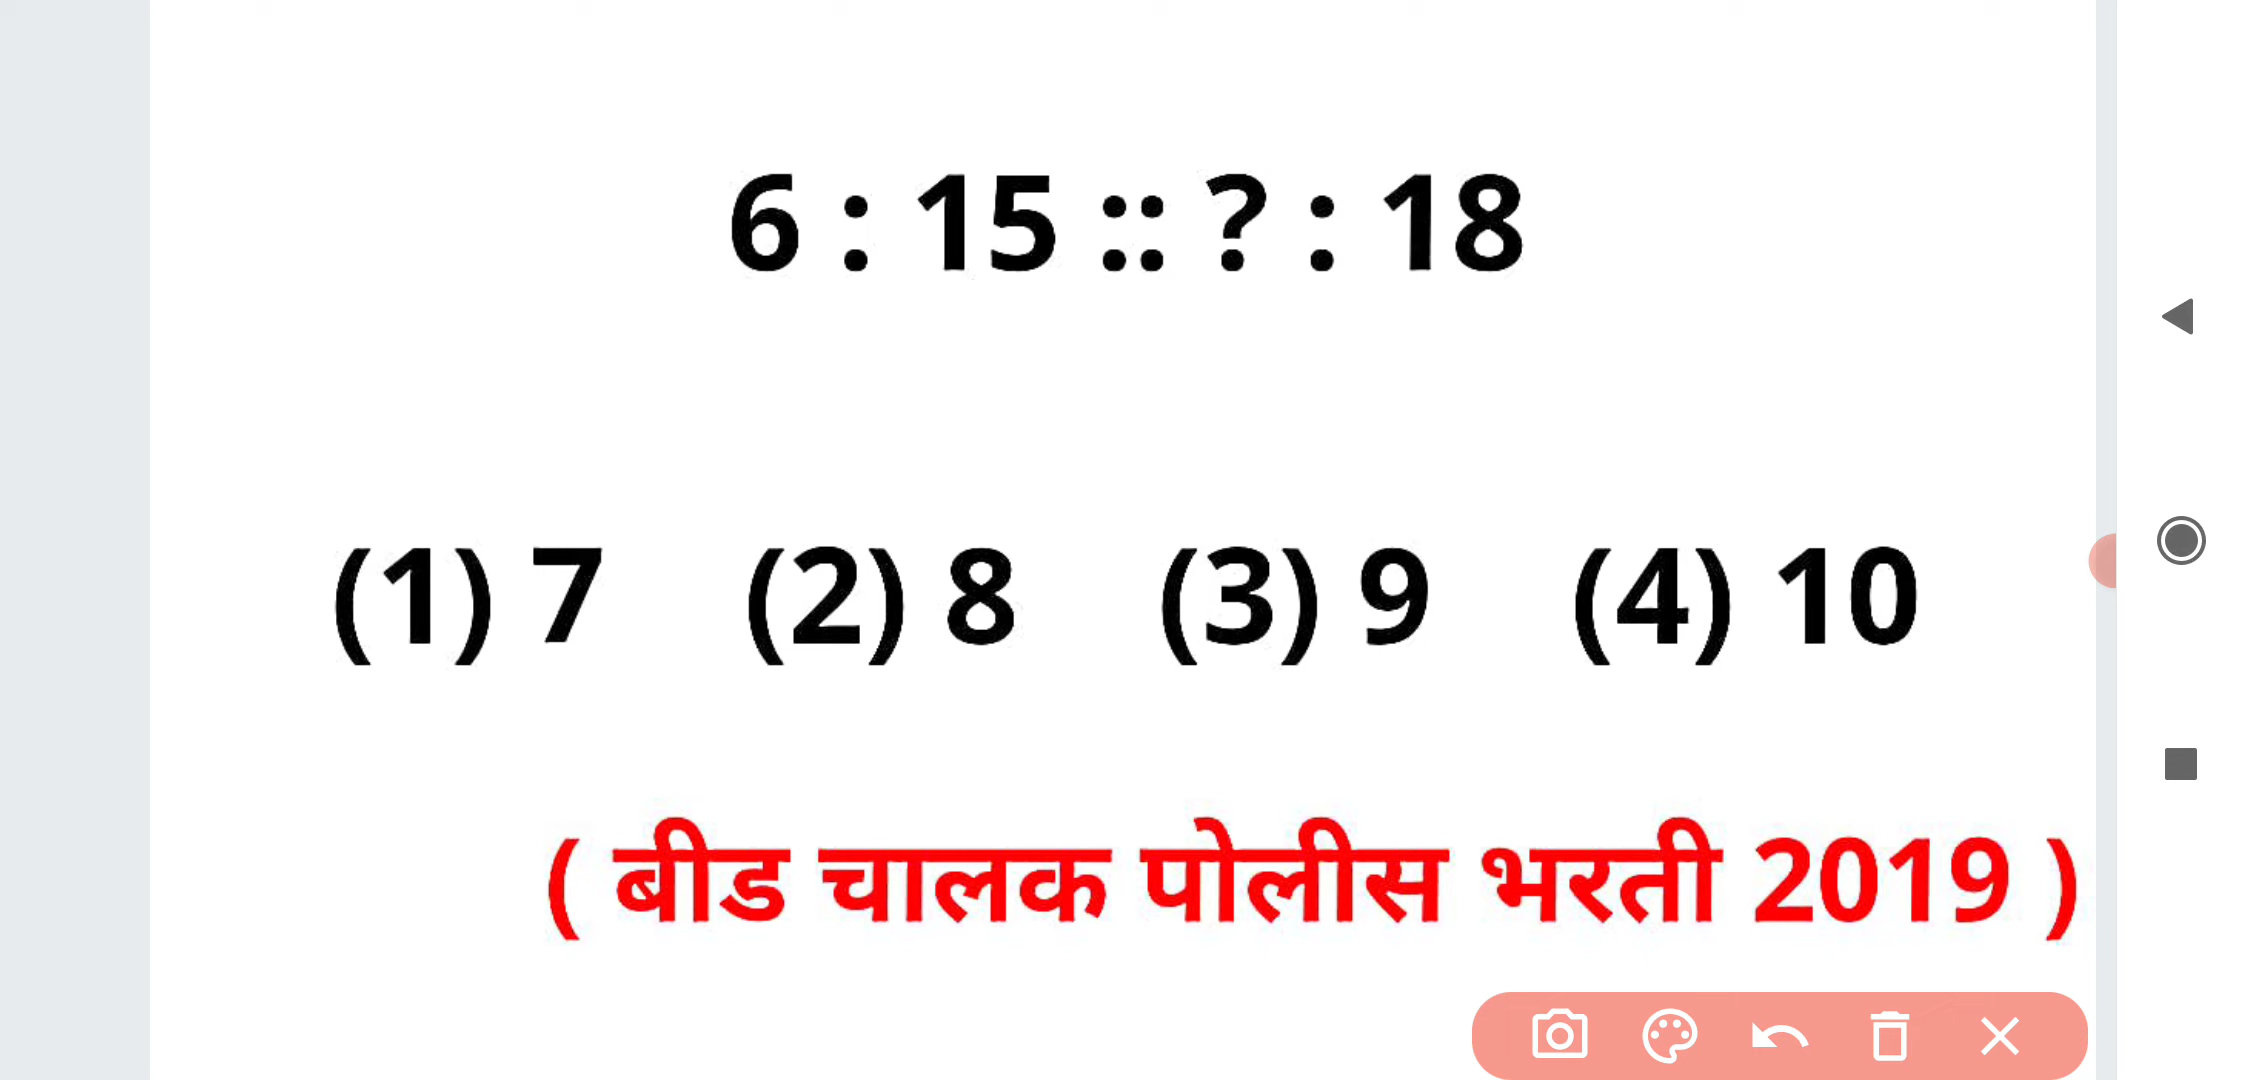 6 : 15 :: ? : 18
(1) 7 (2) 8 (3) 9 (4) 10
( बीड चालक पोलीस भरती 2019 )